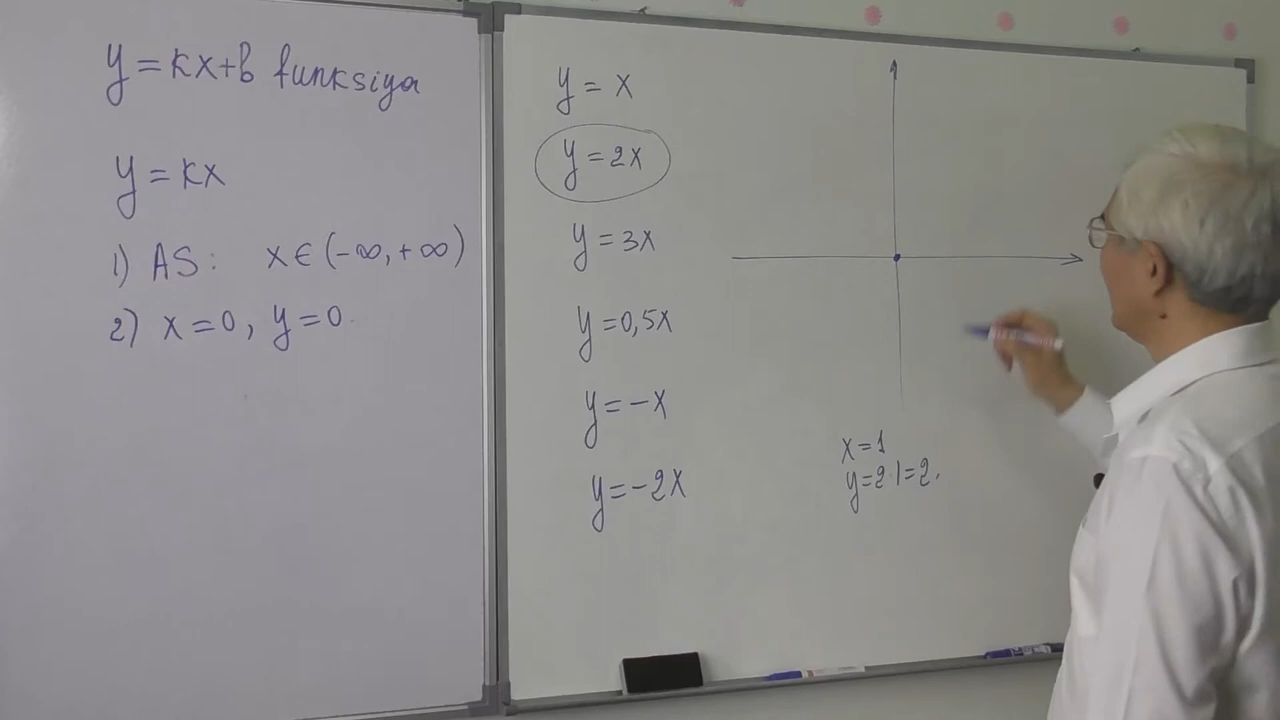 y = kx+b funksiya
y = kx
1) AS: x ∈ (-∞, +∞)
2) x = 0, y = 0
y = x
y = 2x
y = 3x
y = 0,5x
y = -x
y = -2x
x = 1
y = 2·1 = 2.